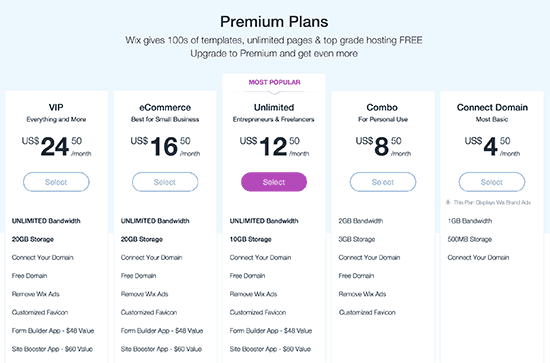 Premium Plans
Wix gives 100s of templates, unlimited pages & top grade hosting FREE
Upgrade to Premium and get even more
MOST POPULAR
VIP
Everything and More
US$ 24 50
/month
Select
UNLIMITED Bandwidth
20GB Storage
Connect Your Domain
Free Domain
Remove Wix Ads
Customized Favicon
Form Builder App - $48 Value
Site Booster App - $60 Value
eCommerce
Best for Small Business
US$ 16 50
/month
Select
UNLIMITED Bandwidth
20GB Storage
Connect Your Domain
Free Domain
Remove Wix Ads
Customized Favicon
Form Builder App - $48 Value
Site Booster App - $60 Value
Unlimited
Entrepreneurs & Freelancers
US$ 12 50
/month
Select
UNLIMITED Bandwidth
10GB Storage
Connect Your Domain
Free Domain
Remove Wix Ads
Customized Favicon
Form Builder App - $48 Value
Site Booster App - $60 Value
Combo
For Personal Use
US$ 8 50
/month
Select
2GB Bandwidth
3GB Storage
Connect Your Domain
Free Domain
Remove Wix Ads
Customized Favicon
Connect Domain
Most Basic
US$ 4 50
/month
Select
This Plan Displays Wix Brand Ads
1GB Bandwidth
500MB Storage
Connect Your Domain